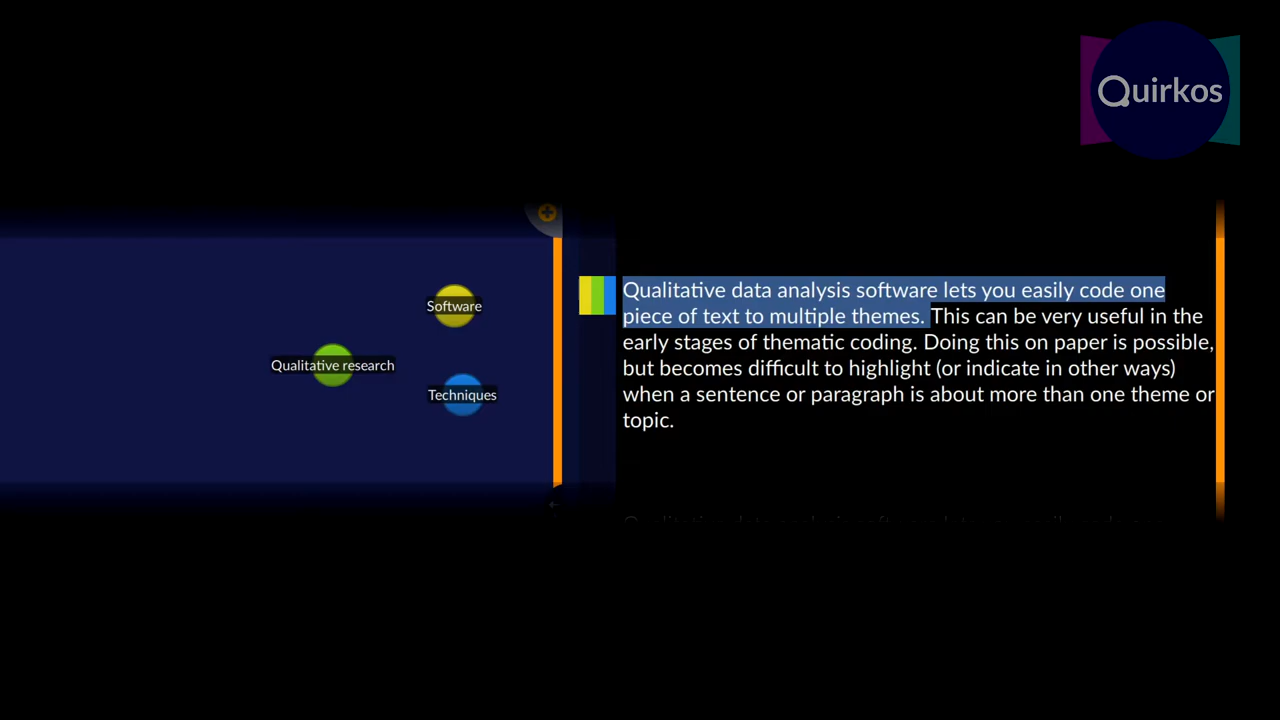 Quirkos
Software
Qualitative research
Techniques
Qualitative data analysis software lets you easily code one
piece of text to multiple themes. This can be very useful in the
early stages of thematic coding. Doing this on paper is possible,
but becomes difficult to highlight (or indicate in other ways)
when a sentence or paragraph is about more than one theme or
topic.